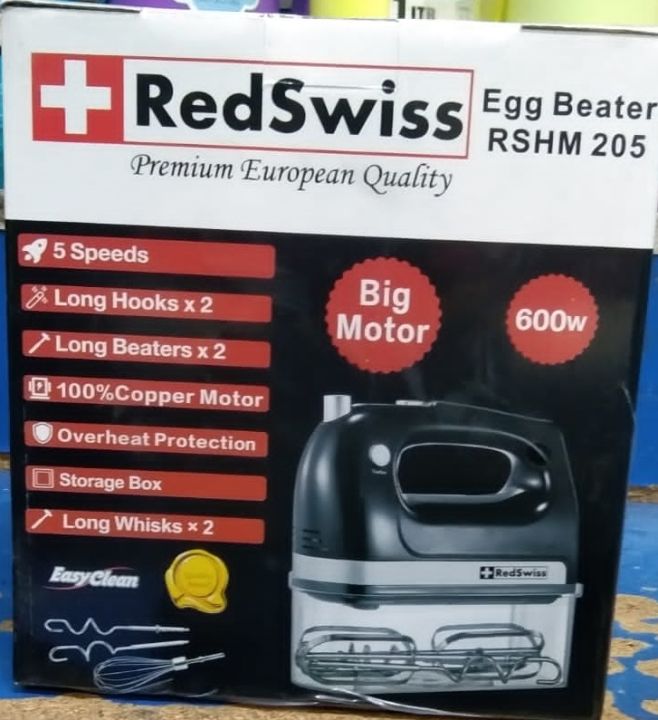 RedSwiss
Premium European Quality
Egg Beater
RSHM 205
5 Speeds
Long Hooks x 2
Long Beaters x 2
100%Copper Motor
Overheat Protection
Storage Box
Long Whisks × 2
Big
Motor
600w
EasyClean
RedSwiss